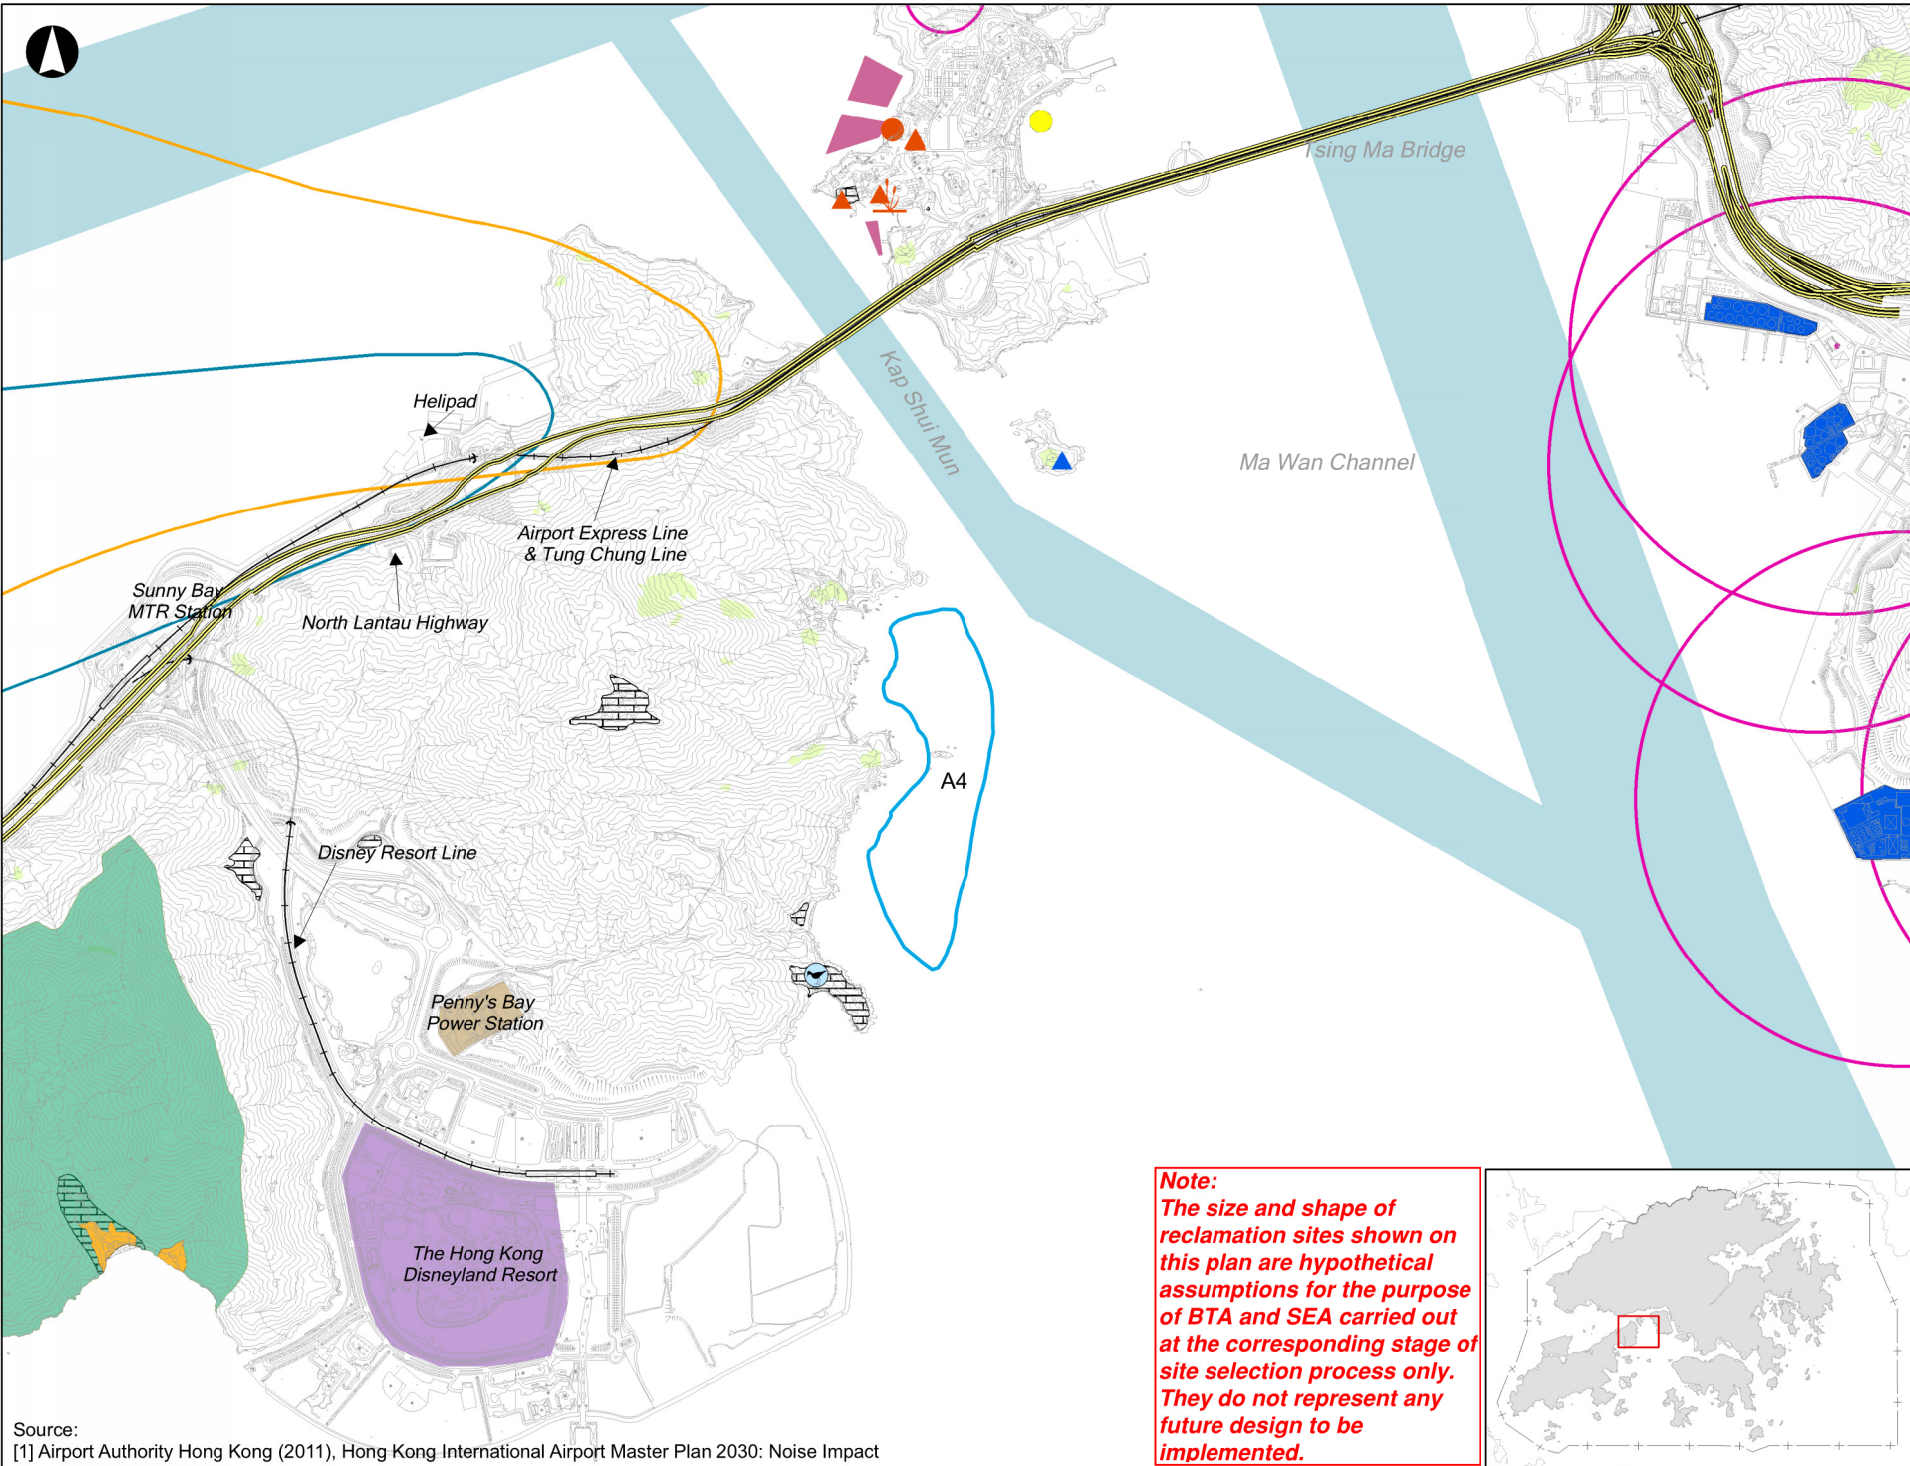 Tsing Ma Bridge
Helipad
Kap Shui Mun
Ma Wan Channel
Airport Express Line
& Tung Chung Line
Sunny Bay
MTR Station
North Lantau Highway
A4
Disney Resort Line
Penny's Bay
Power Station
The Hong Kong
Disneyland Resort
Note:
The size and shape of
reclamation sites shown on
this plan are hypothetical
assumptions for the purpose
of BTA and SEA carried out
at the corresponding stage of
site selection process only.
They do not represent any
future design to be
implemented.
Source:
[1] Airport Authority Hong Kong (2011), Hong Kong International Airport Master Plan 2030: Noise Impact